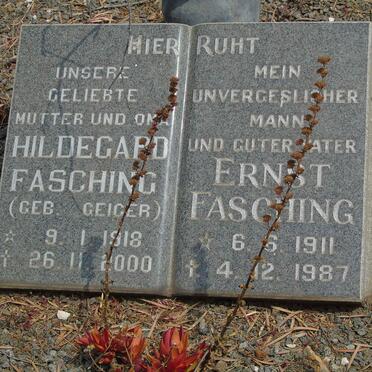 HIER RUHT
UNSERE
GELIEBTE
MUTTER UND OMA
HILDEGARD
FASCHING
(GEB GEIGER)
☆ 9.1.1918
✝ 26.11.2000
MEIN
UNVERGESLICHER
MANN
UND GUTER VATER
ERNST
FASCHING
☆ 6.6.1911
✝ 4.12.1987